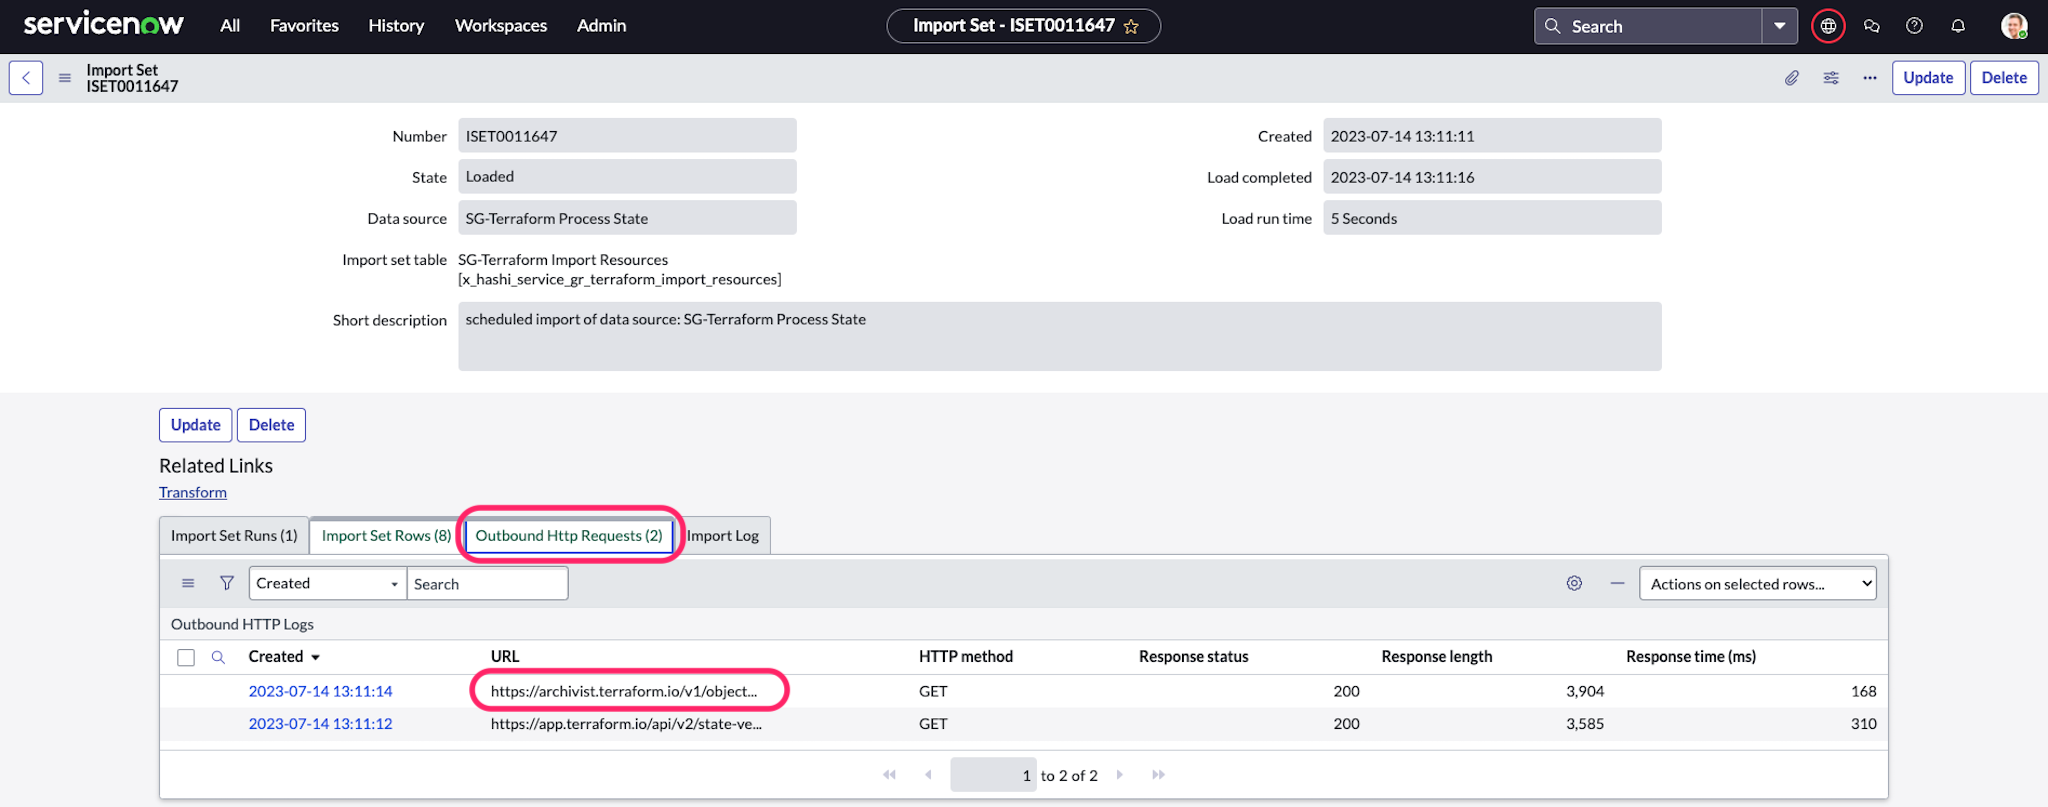 servicenow All Favorites History Workspaces Admin Import Set - ISET0011647 Search
Import Set
ISET0011647
Update Delete
Number ISET0011647 Created 2023-07-14 13:11:11
State Loaded Load completed 2023-07-14 13:11:16
Data source SG-Terraform Process State Load run time 5 Seconds
Import set table SG-Terraform Import Resources
[x_hashi_service_gr_terraform_import_resources]
Short description scheduled import of data source: SG-Terraform Process State
Update Delete
Related Links
Transform
Import Set Runs (1) Import Set Rows (8) Outbound Http Requests (2) Import Log
Created Search Actions on selected rows...
Outbound HTTP Logs
Created URL HTTP method Response status Response length Response time (ms)
2023-07-14 13:11:14 https://archivist.terraform.io/v1/object... GET 200 3,904 168
2023-07-14 13:11:12 https://app.terraform.io/api/v2/state-ve... GET 200 3,585 310
1 to 2 of 2